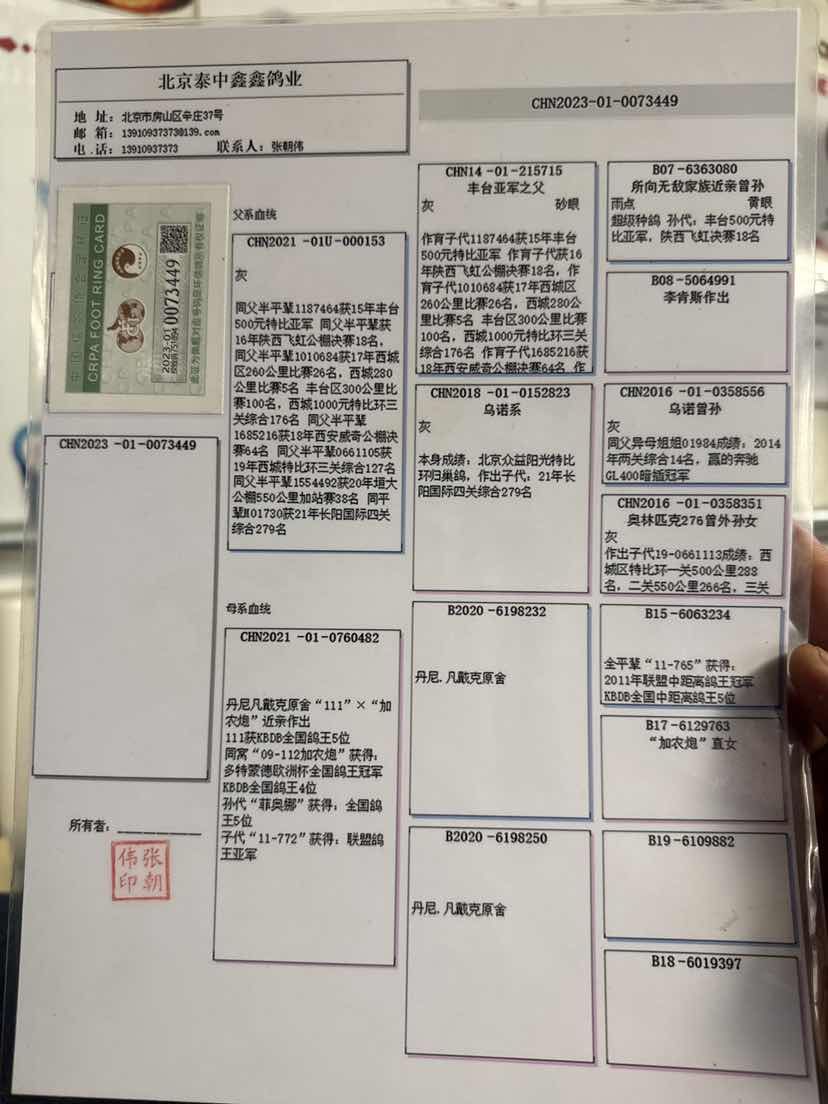 北京泰中鑫鑫鸽业
地 址：北京市房山区辛庄37号
邮 箱：13910937373@139.com
电 .话：13910937373 联系人：张朝伟
CHN2023-01-0073449
CRPA FOOT RING CARD
2023-01 0073449
CHN2023 -01-0073449
所有者：
张朝
伟印
父系血统
CHN2021 -01U-000153
灰
同父半平辈1187464获15年丰台
500元特比亚军 同父半平辈获
16年陕西飞虹公棚决赛18名，
同父半平辈1010684获17年西城
区260公里比赛26名，西城280
公里比赛5名 丰台区300公里比
赛100名，西城1000元特比环三
关综合176名 同父半平辈
1685216获18年西安威奇公棚决
赛64名 同父半平辈0661105获
19年西城特比环三关综合127名
同父半平辈1554492获20年垣大
公棚550公里加站赛38名 同平
辈M01730获21年长阳国际四关
综合279名
母系血统
CHN2021 -01-0760482
丹尼凡戴克原舍“111”×“加
农炮”近亲作出
111获KBDB全国鸽王5位
同窝“09-112加农炮”获得：
多特蒙德欧洲杯全国鸽王冠军
KBDB全国鸽王4位
孙代“菲奥娜”获得：全国鸽
王5位
子代“11-772”获得：联盟鸽
王亚军
CHN14 -01-215715
丰台亚军之父
灰 砂眼
作育子代1187464获15年丰台
500元特比亚军 作育子代获16
年陕西飞虹公棚决赛18名，作
育子代1010684获17年西城区
260公里比赛26名，西城280公
里比赛5名 丰台区300公里比赛
100名，西城1000元特比环三关
综合176名 作育子代1685216获
18年西安威奇公棚决赛64名 作
CHN2018 -01-0152823
乌诺系
灰
本身成绩：北京众益阳光特比
环归巢鸽，作出子代：21年长
阳国际四关综合279名
B2020 -6198232
丹尼.凡戴克原舍
B2020 -6198250
丹尼.凡戴克原舍
B07 -6363080
所向无敌家族近亲曾孙
雨点 黄眼
超级种鸽 孙代：丰台500元特
比亚军，陕西飞虹决赛18名
B08 -5064991
李肯斯作出
CHN2016 -01-0358556
乌诺曾孙
灰
同父异母姐姐01984成绩：2014
年两关综合14名，赢的奔驰
GL400暗插冠军
CHN2016 -01-0358351
奥林匹克276曾外孙女
灰
作出子代19-0661113成绩：西
城区特比环一关500公里288
名，二关550公里266名，三关
B15 -6063234
全平辈“11-765”获得：
2011年联盟中距离鸽王冠军
KBDB全国中距离鸽王5位
B17 -6129763
“加农炮”直女
B19 -6109882
B18 -6019397